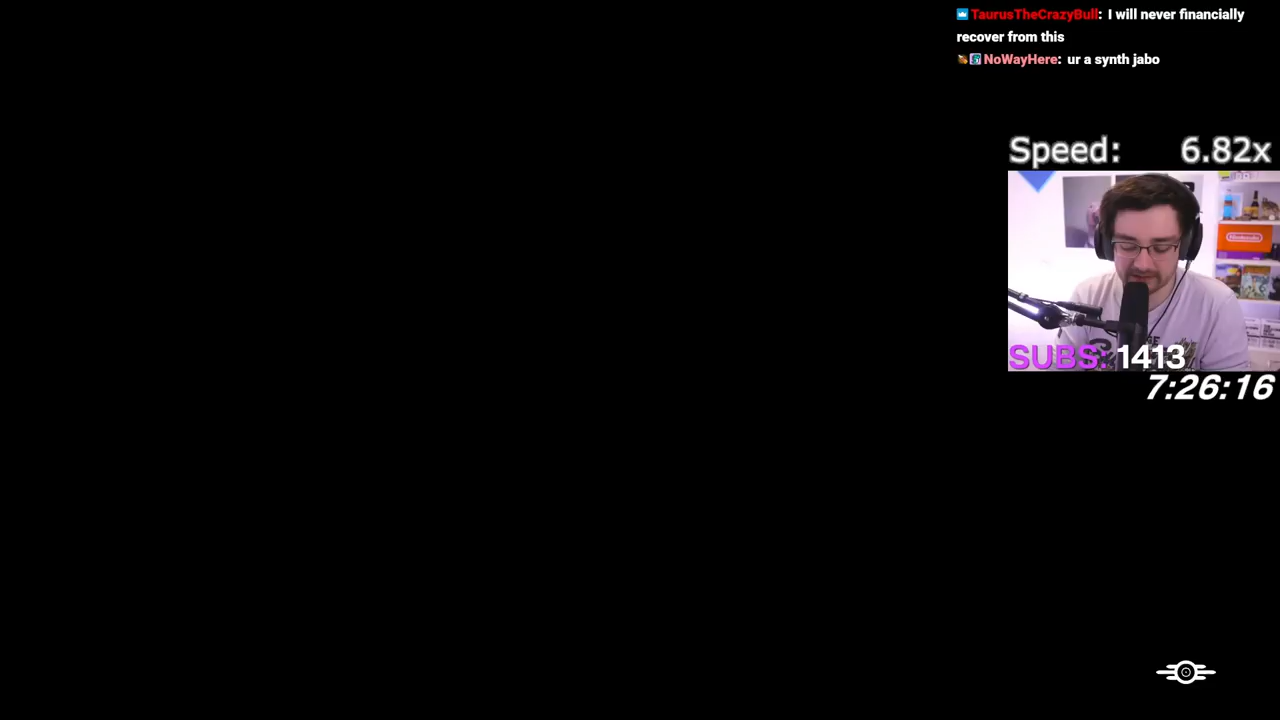 TaurusTheCrazyBull: I will never financially
recover from this
NoWayHere: ur a synth jabo
Speed: 6.82x
Nintendo
SUBS: 1413
7:26:16